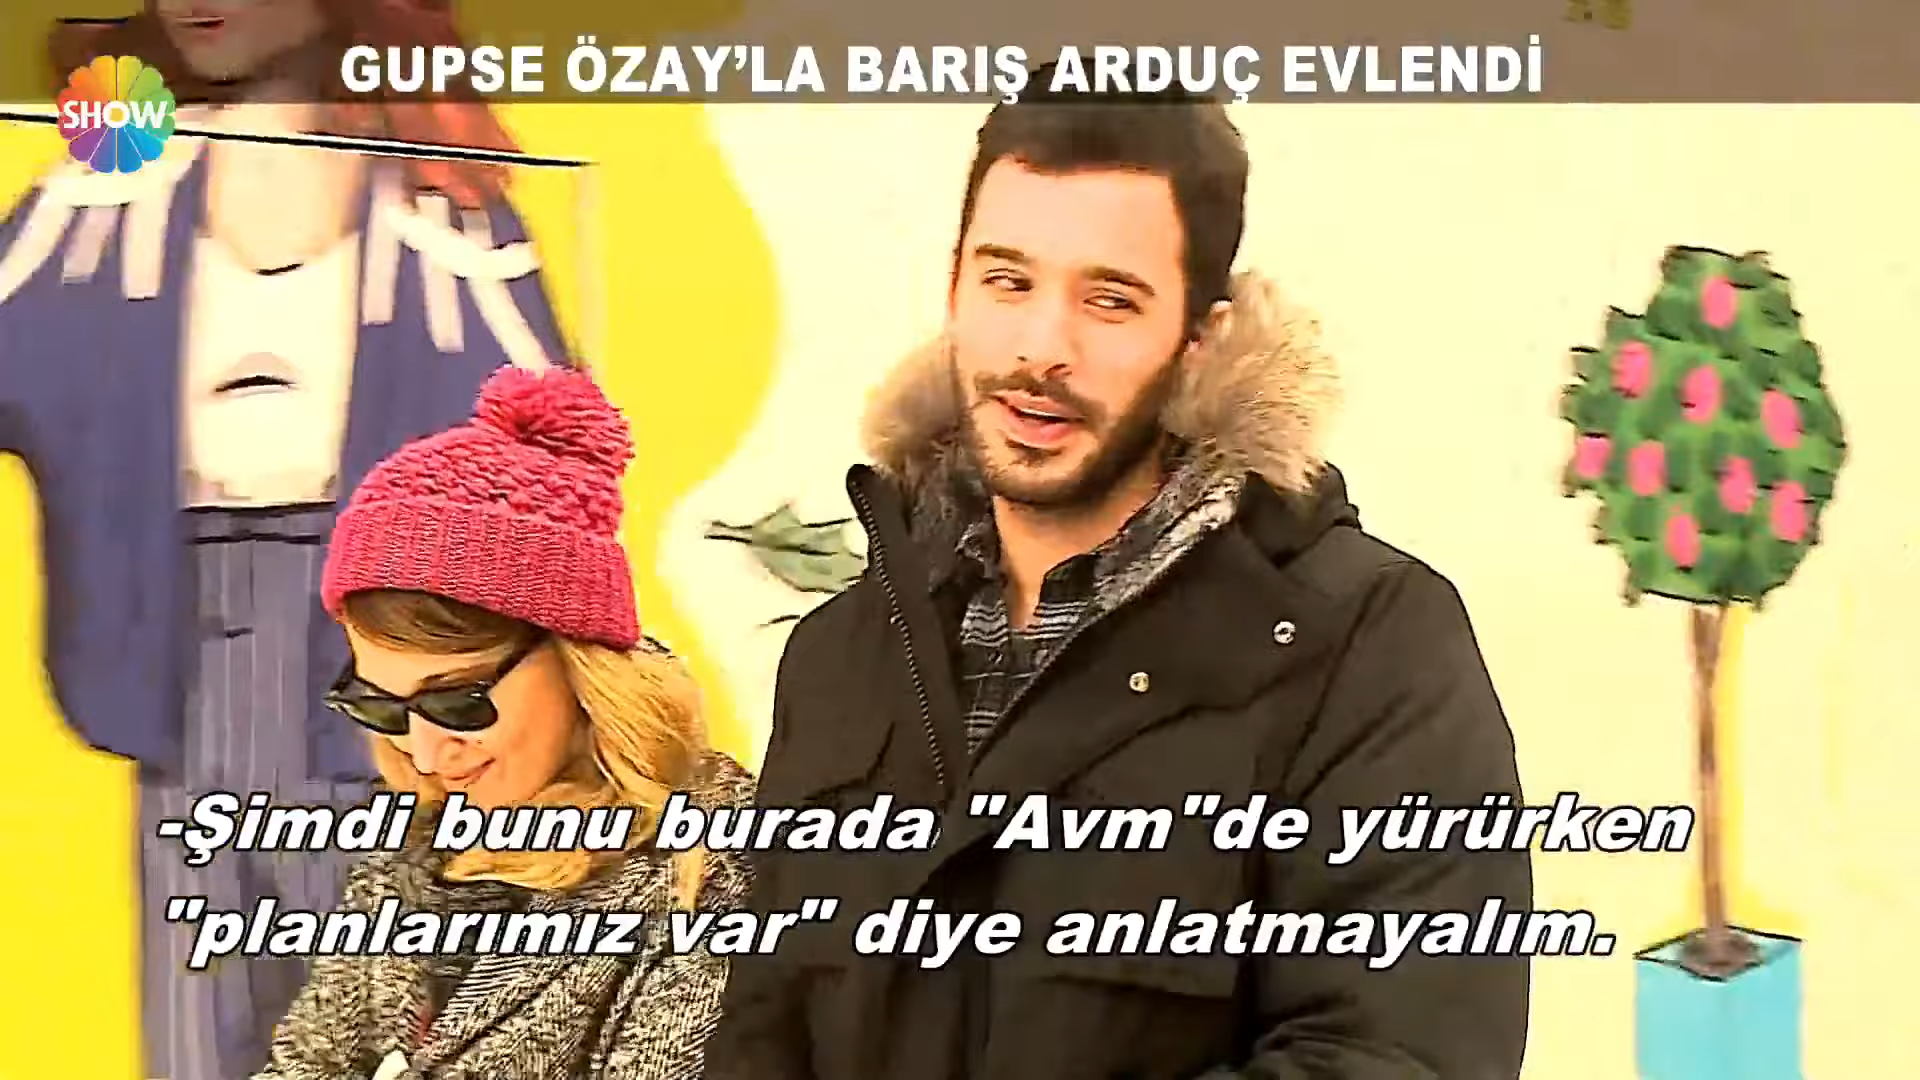 GUPSE ÖZAY'LA BARIŞ ARDUÇ EVLENDİ
SHOW
-Şimdi bunu burada "Avm"de yürürken
"planlarımız var" diye anlatmayalım.